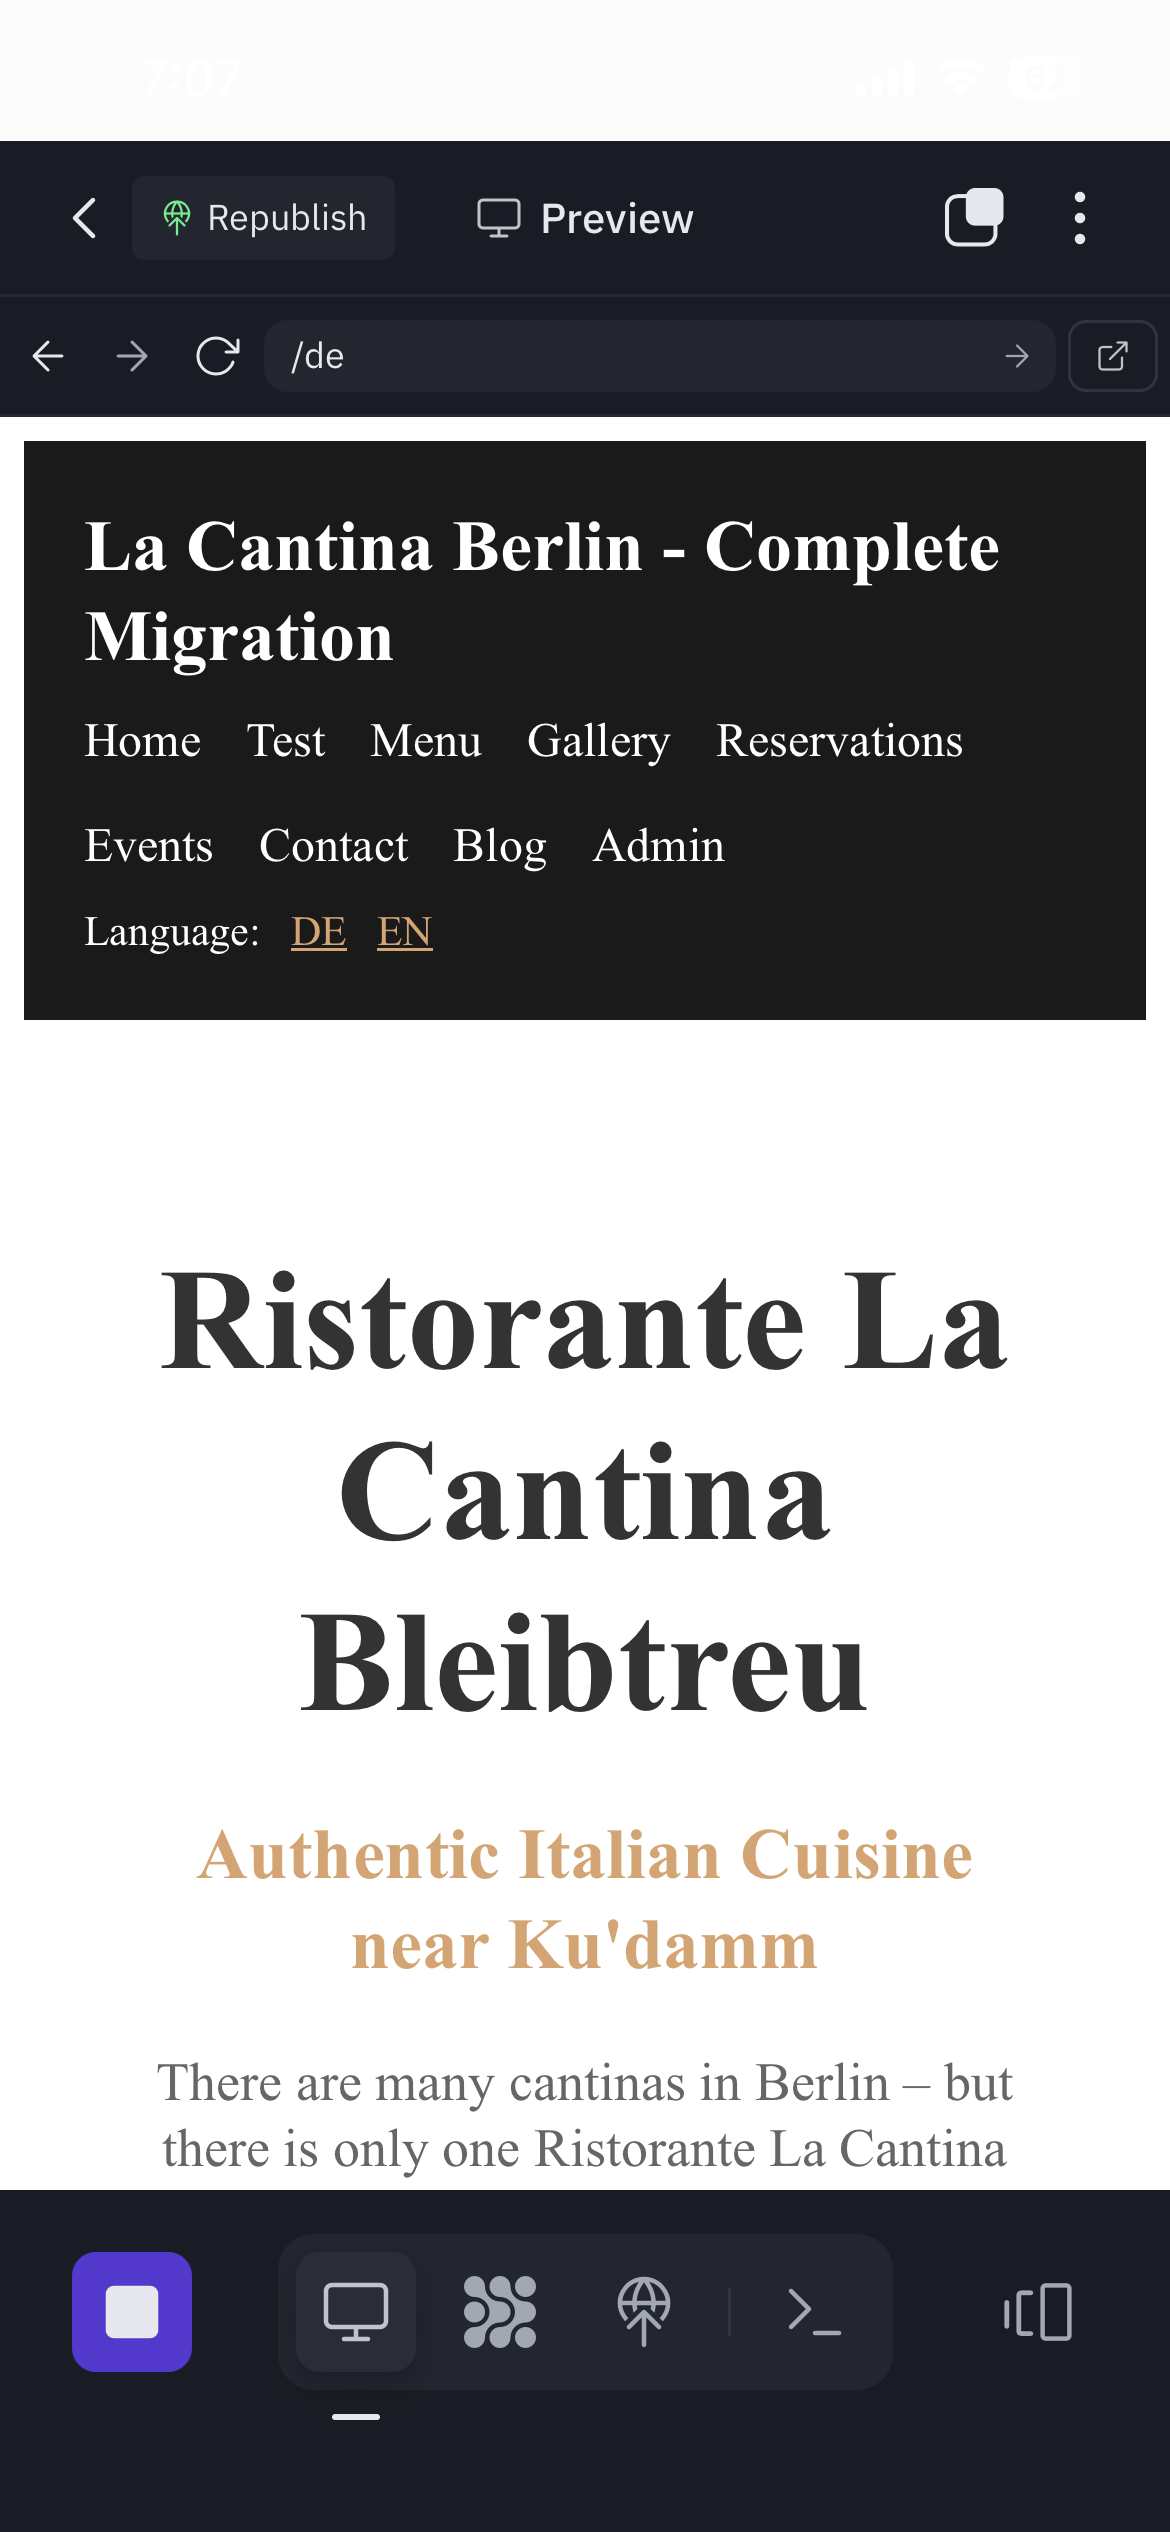 7:07
Republish
Preview
/de
La Cantina Berlin - Complete
Migration
Home Test Menu Gallery Reservations
Events Contact Blog Admin
Language: DE EN
Ristorante La
Cantina
Bleibtreu
Authentic Italian Cuisine
near Ku'damm
There are many cantinas in Berlin – but
there is only one Ristorante La Cantina